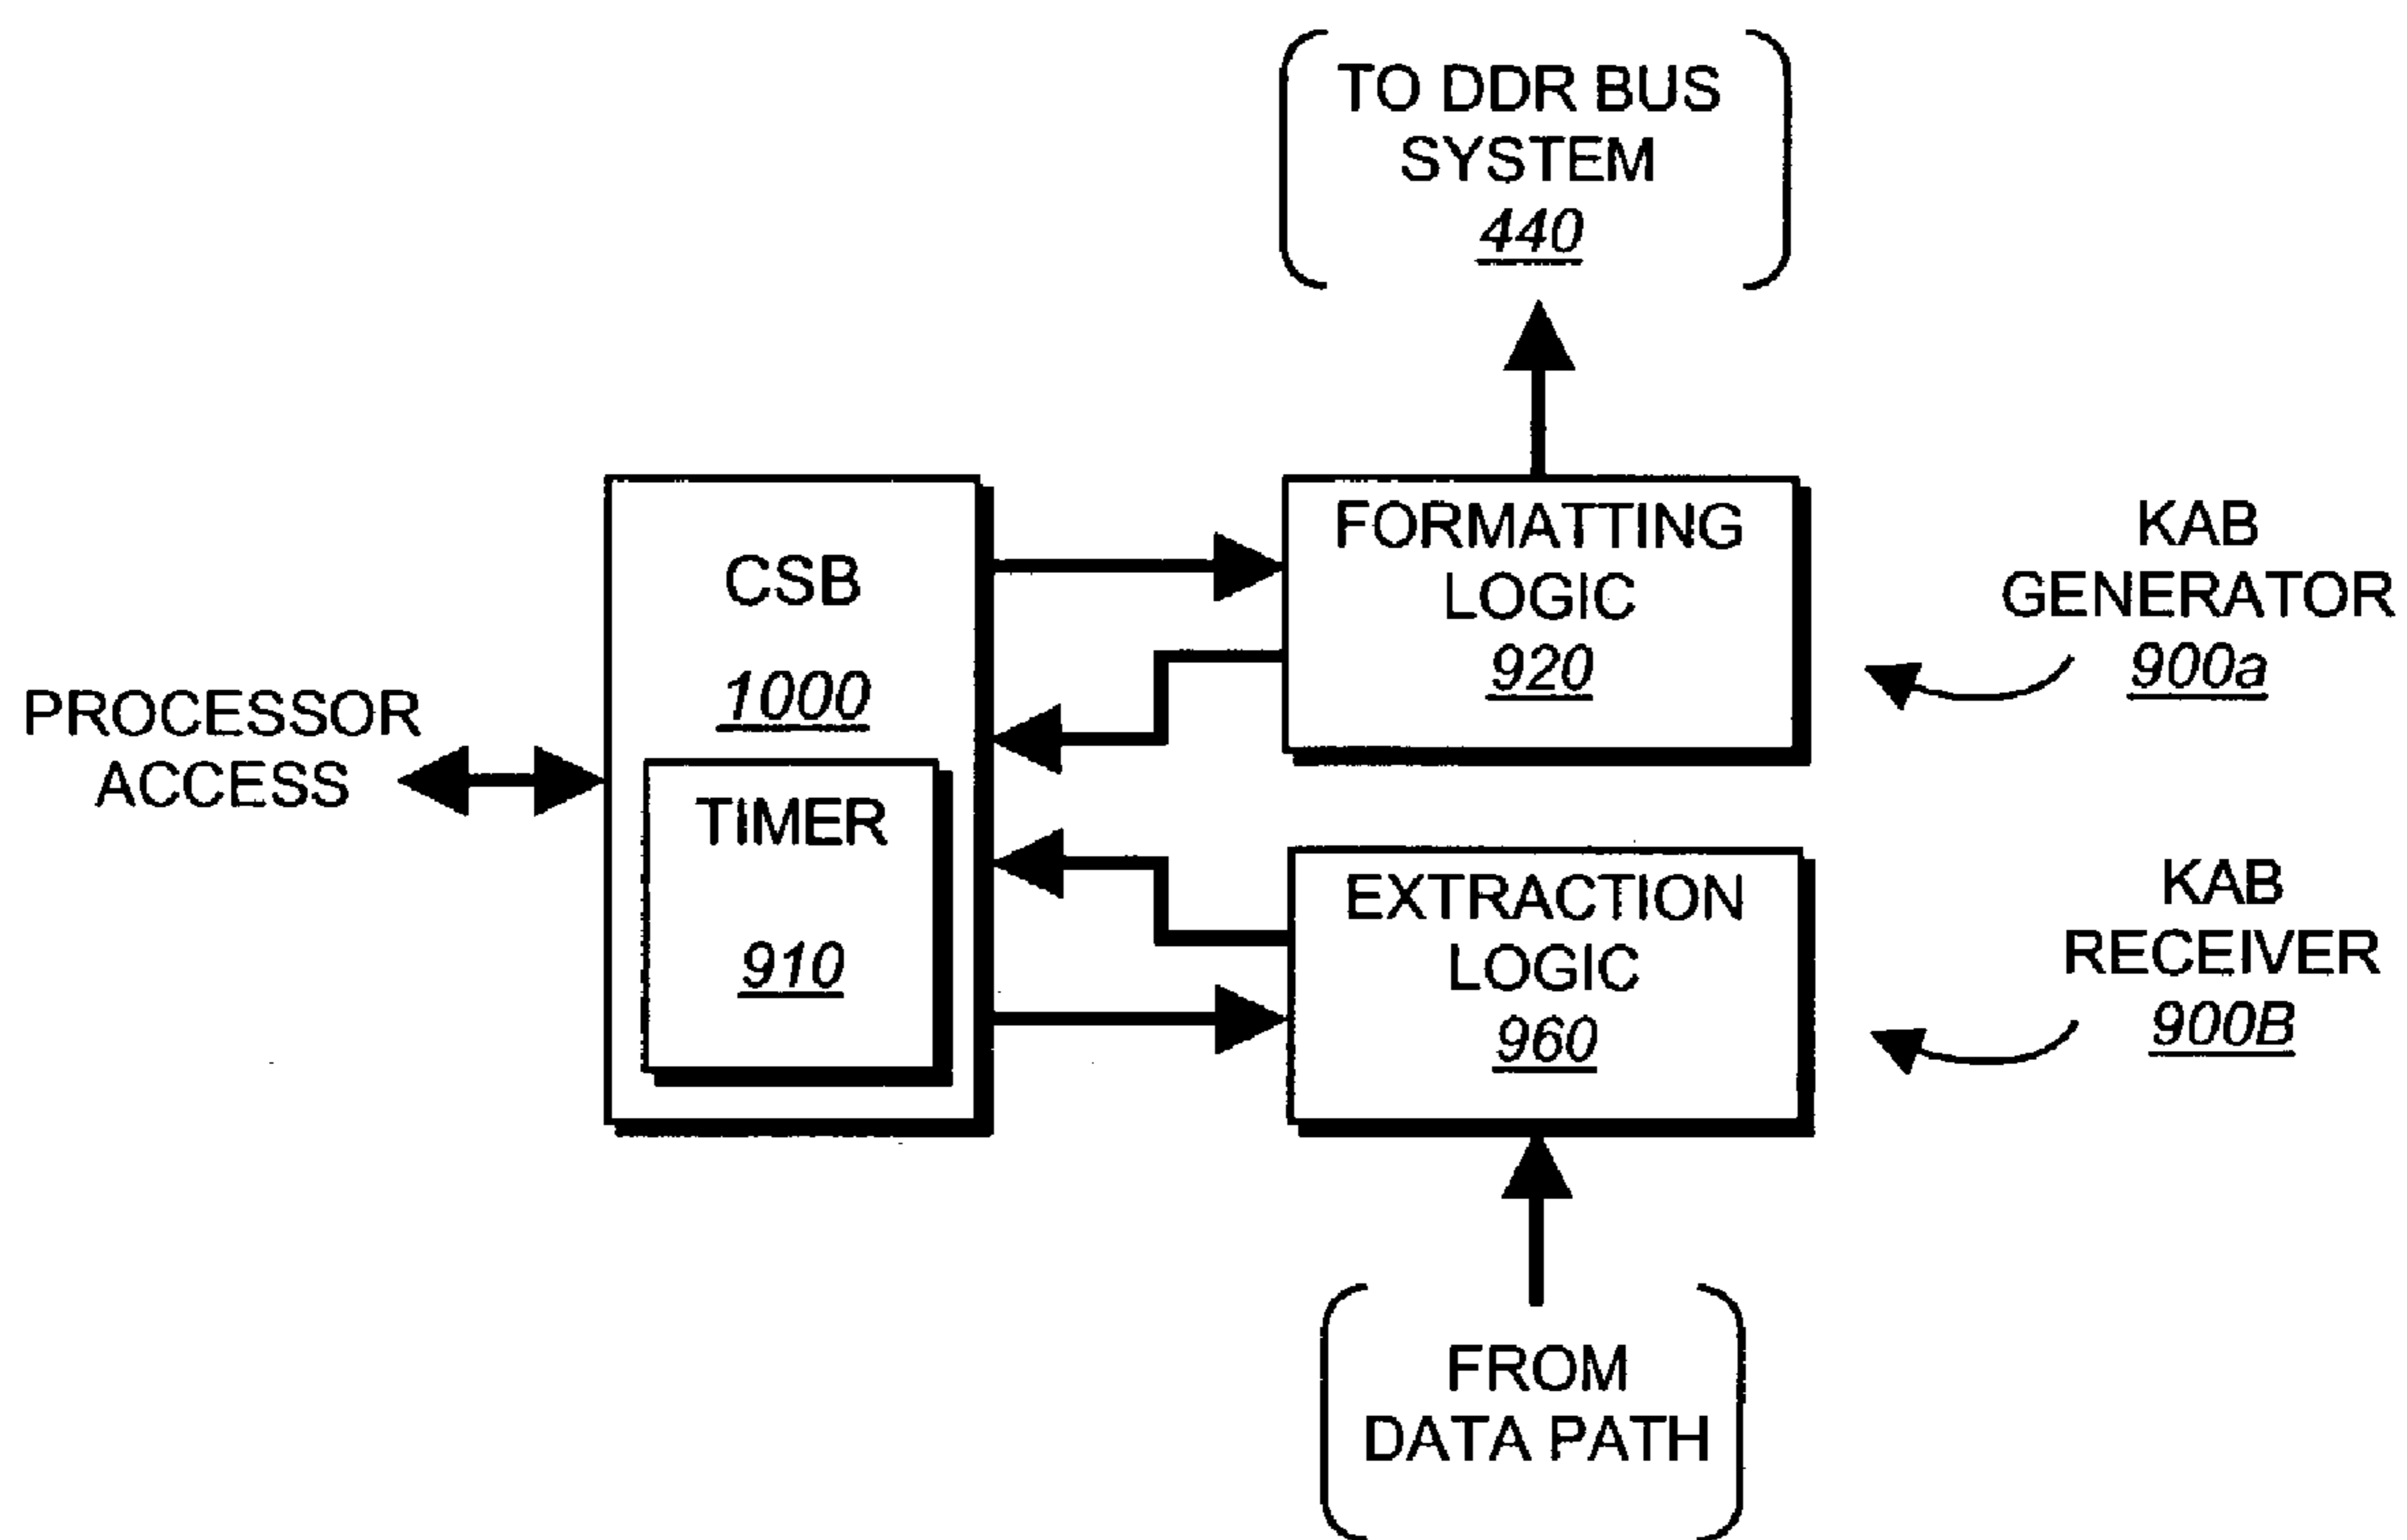 TO DDR BUS
SYSTEM
440
CSB
1000
FORMATTING
LOGIC
920
KAB
GENERATOR
900a
PROCESSOR
ACCESS
TIMER
910
EXTRACTION
LOGIC
960
KAB
RECEIVER
900B
FROM
DATA PATH